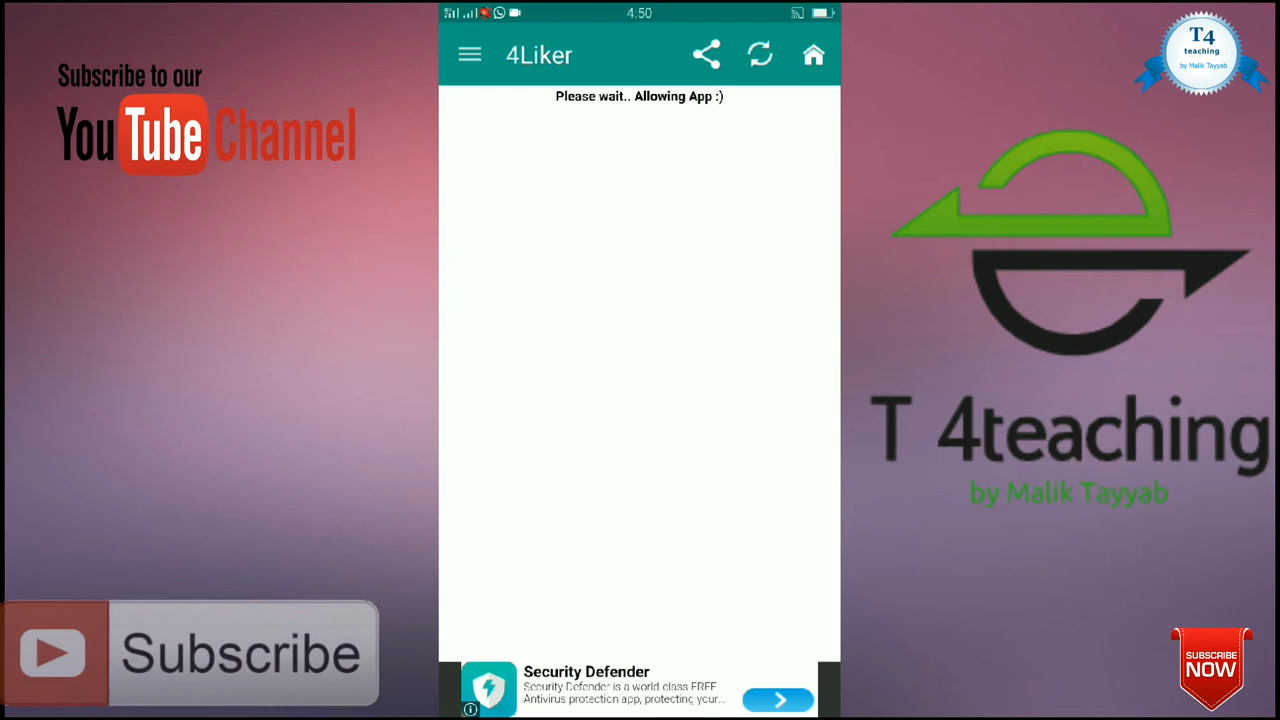 4:50
4Liker
Please wait.. Allowing App :)
Subscribe to our
YouTube Channel
T4
teaching
by Malik Tayyab
T 4teaching
by Malik Tayyab
Subscribe
Security Defender
Security Defender is a world class FREE
Antivirus protection app, protecting your...
SUBSCRIBE
NOW